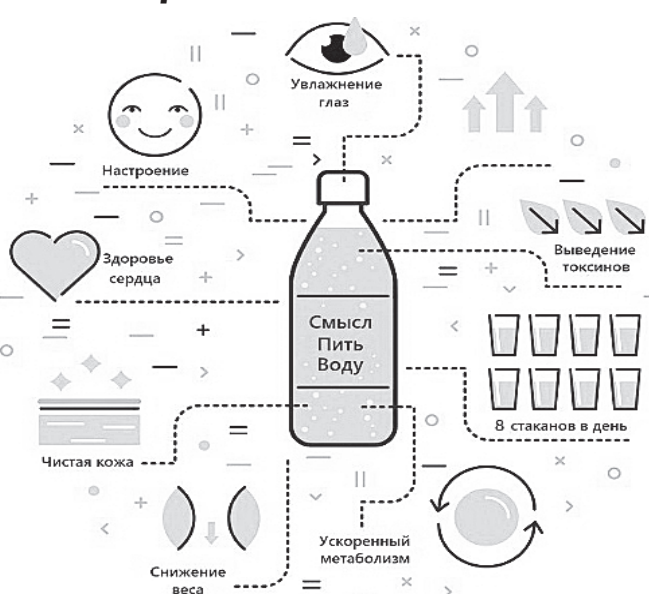 Увлажнение
глаз
Настроение
Здоровье
сердца
Выведение
токсинов
Смысл
Пить
Воду
8 стаканов в день
Чистая кожа
Ускоренный
метаболизм
Снижение
веса